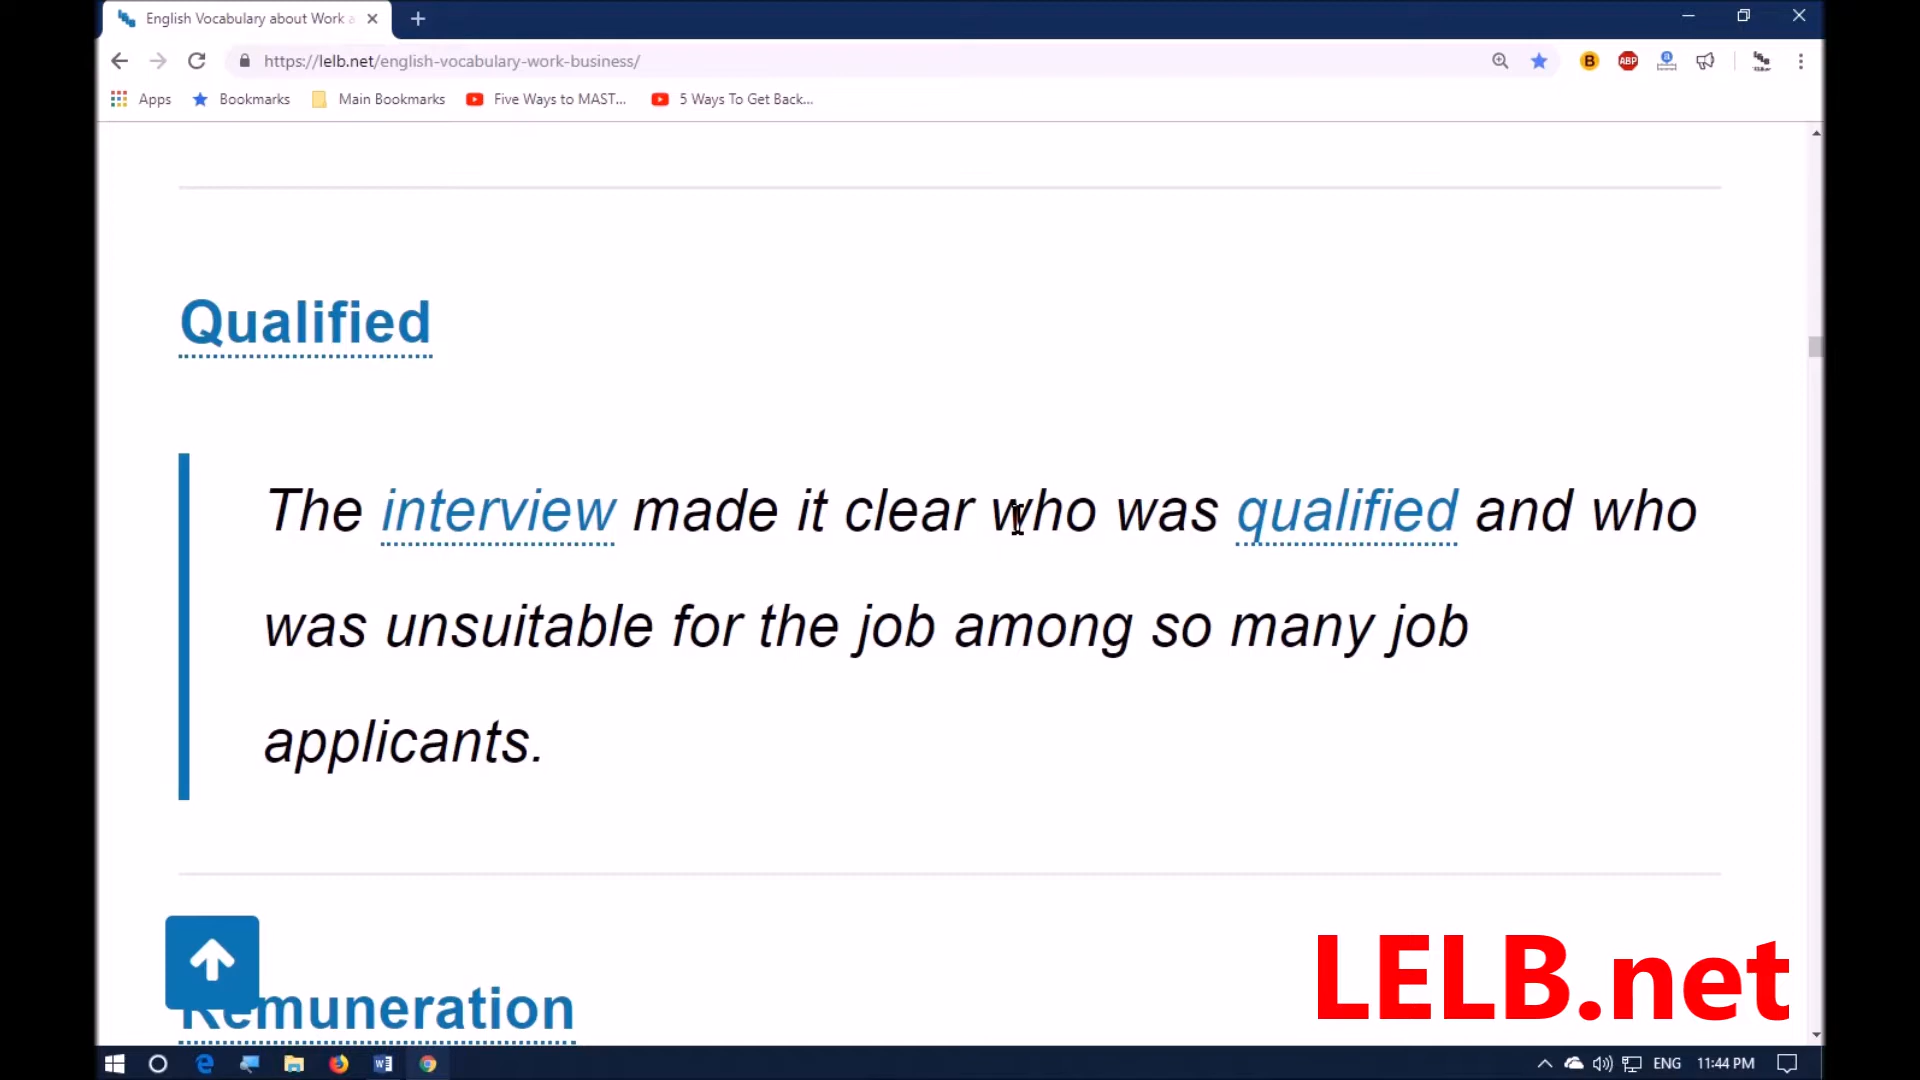 English Vocabulary about Work a
https://lelb.net/english-vocabulary-work-business/
B ABP
Apps Bookmarks Main Bookmarks Five Ways to MAST... 5 Ways To Get Back...
Qualified
The interview made it clear who was qualified and who
was unsuitable for the job among so many job
applicants.
Remuneration
LELB.net
ENG 11:44 PM